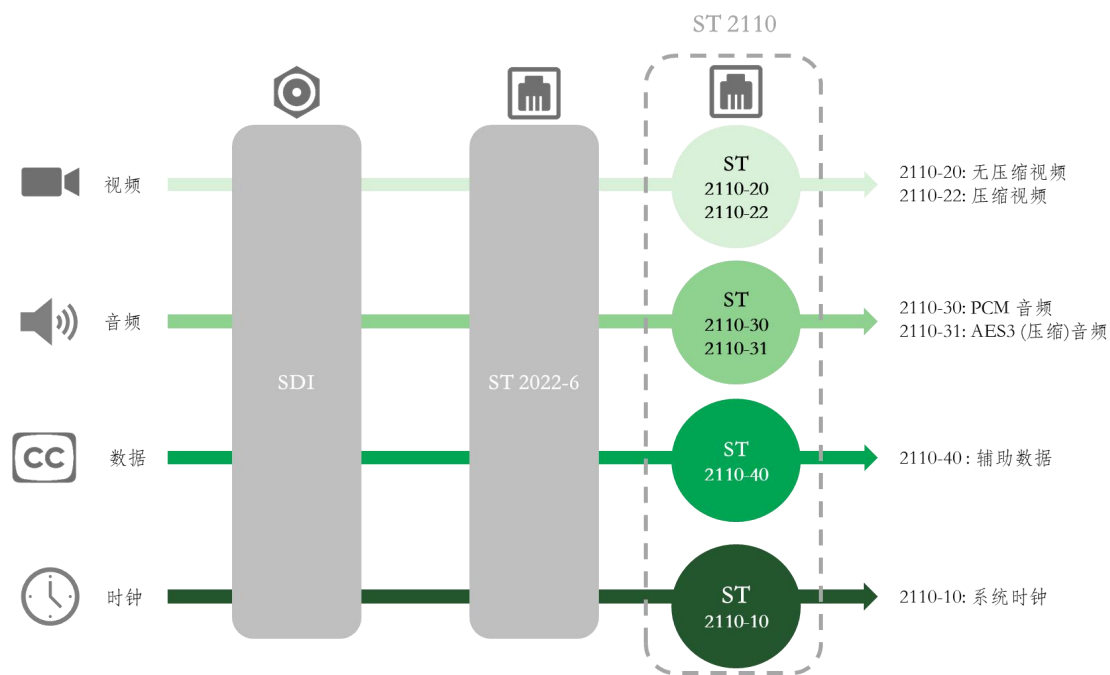 ST 2110
视频
ST
2110-20
2110-22
2110-20: 无压缩视频
2110-22: 压缩视频
音频
ST
2110-30
2110-31
2110-30: PCM 音频
2110-31: AES3 (压缩)音频
SDI
ST 2022-6
CC
数据
ST
2110-40
2110-40 : 辅助数据
时钟
ST
2110-10
2110-10: 系统时钟